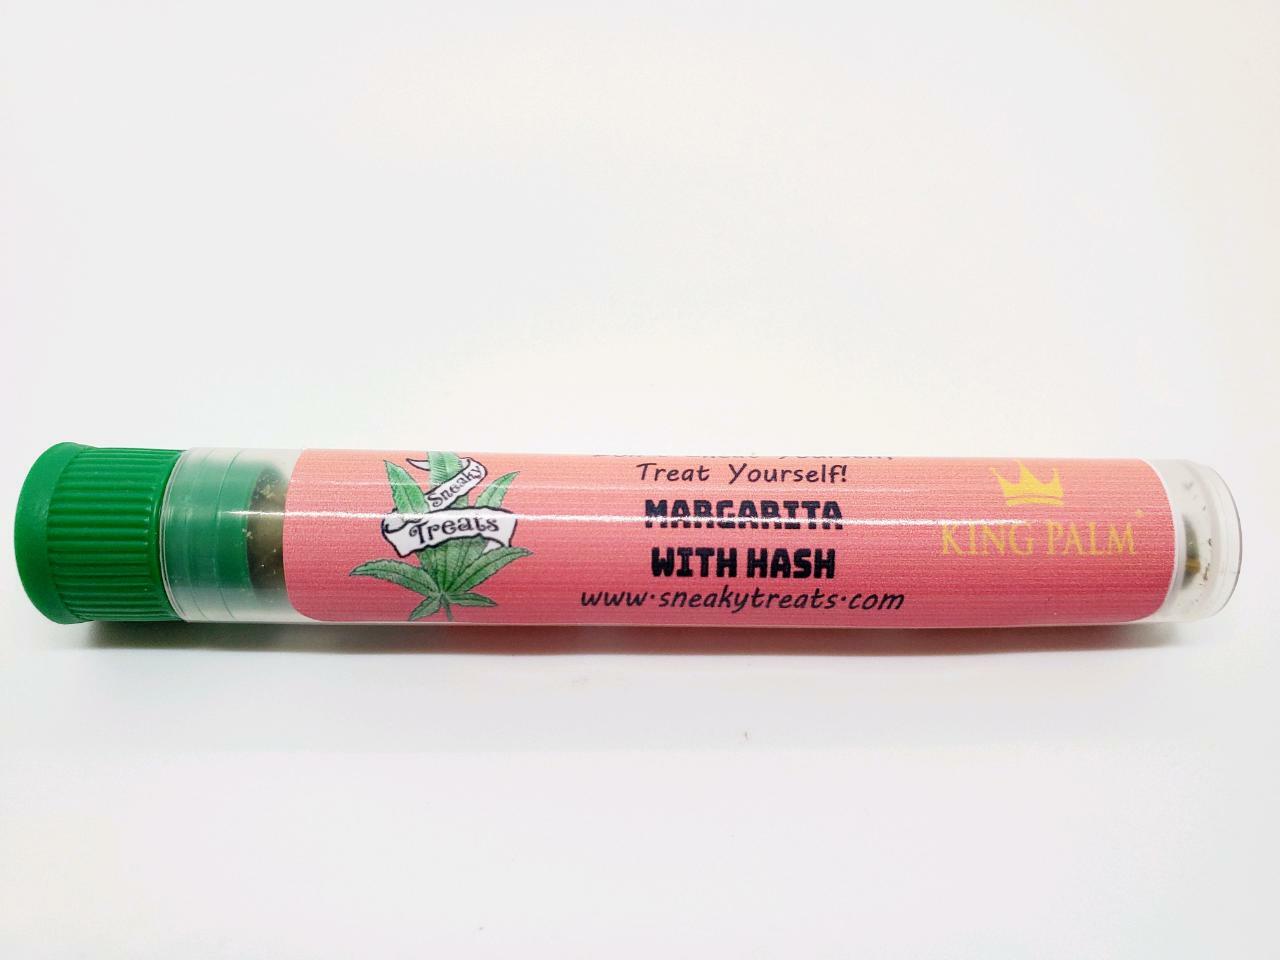 Sneaky
Treats
Treat Yourself!
MARGARITA
WITH HASH
www.sneakytreats.com
KING PALM